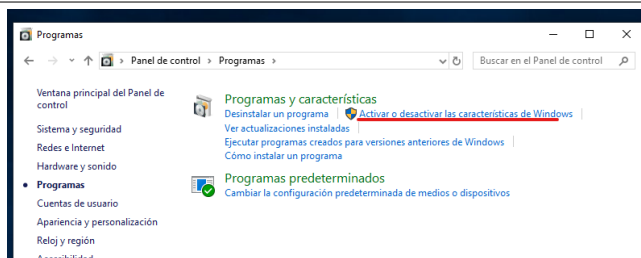 Programas
Panel de control > Programas >
Buscar en el Panel de control
Ventana principal del Panel de
control
Sistema y seguridad
Redes e Internet
Hardware y sonido
Programas
Cuentas de usuario
Apariencia y personalización
Reloj y región
Programas y características
Desinstalar un programa
Activar o desactivar las características de Windows
Ver actualizaciones instaladas
Ejecutar programas creados para versiones anteriores de Windows
Cómo instalar un programa
Programas predeterminados
Cambiar la configuración predeterminada de medios o dispositivos